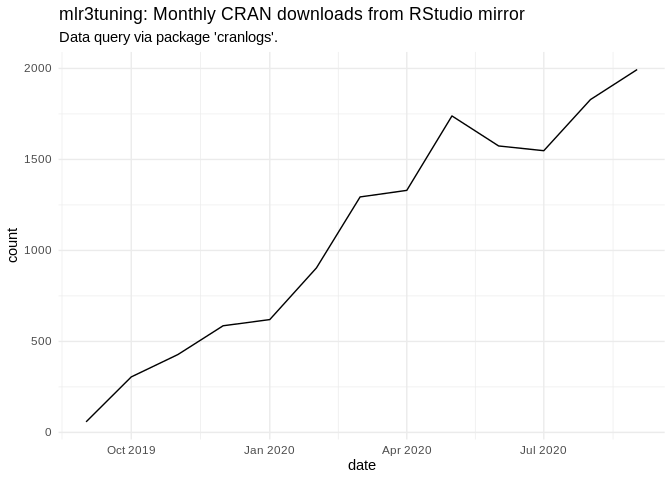 mlr3tuning: Monthly CRAN downloads from RStudio mirror
Data query via package 'cranlogs'.
2000
1500
1000
500
0
count
Oct 2019
Jan 2020
Apr 2020
Jul 2020
date